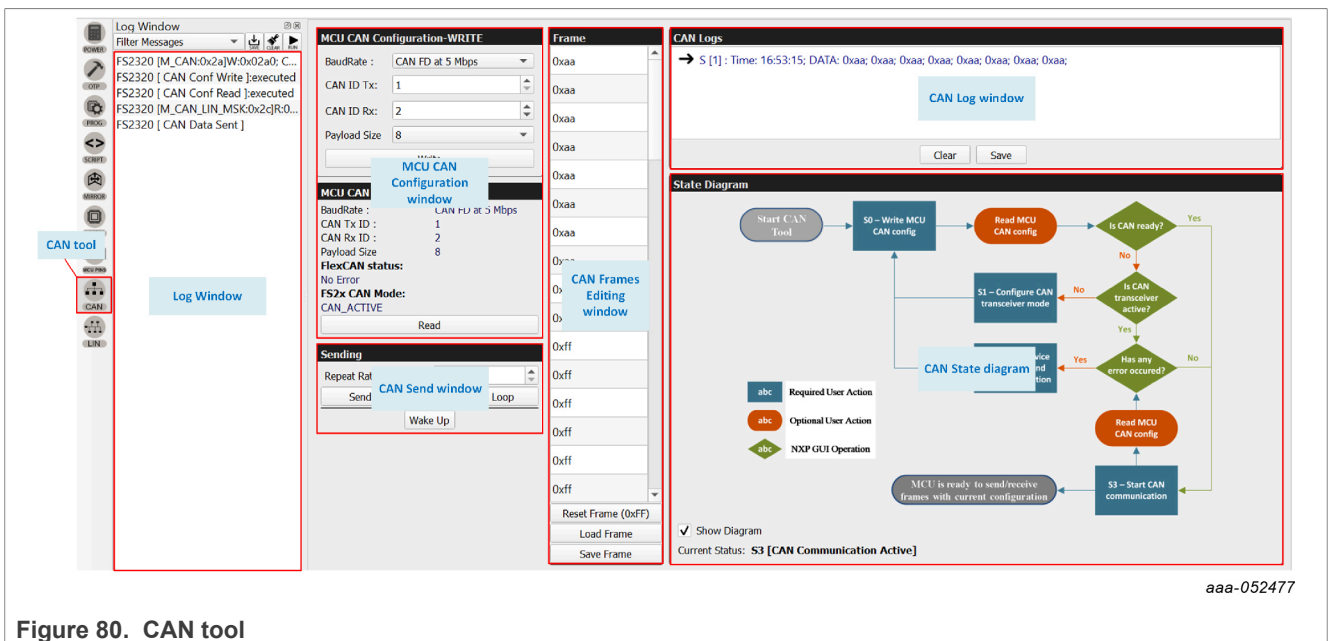 Log Window
Filter Messages
SAVE
CLEAR
RUN
FS2320 [M_CAN:0x2a]W:0x02a0; C...
FS2320 [ CAN Conf Write ]:executed
FS2320 [ CAN Conf Read ]:executed
FS2320 [M_CAN_LIN_MSK:0x2c]R:0...
FS2320 [ CAN Data Sent ]
Log Window
POWER
OTP
PROG
SCRIPT
MIRROR
CAN tool
MCU PROG
CAN
LIN
MCU CAN Configuration-WRITE
BaudRate : CAN FD at 5 Mbps
CAN ID Tx: 1
CAN ID Rx: 2
Payload Size 8
MCU CAN
Configuration
window
MCU CAN
BaudRate : CAN FD at 5 Mbps
CAN Tx ID : 1
CAN Rx ID : 2
Payload Size 8
FlexCAN status:
No Error
FS2x CAN Mode:
CAN_ACTIVE
Read
Sending
Repeat Rat
Send
Loop
CAN Send window
Wake Up
Frame
0xaa
0xaa
0xaa
0xaa
0xaa
0xaa
0xaa
CAN Frames
Editing
window
0xff
0xff
0xff
0xff
0xff
0xff
Reset Frame (0xFF)
Load Frame
Save Frame
CAN Logs
S [1] : Time: 16:53:15; DATA: 0xaa; 0xaa; 0xaa; 0xaa; 0xaa; 0xaa; 0xaa; 0xaa;
CAN Log window
Clear
Save
State Diagram
Start CAN
Tool
S0 – Write MCU
CAN config
Read MCU
CAN config
Is CAN ready?
Yes
No
S1 – Configure CAN
transceiver mode
No
Is CAN
transceiver
active?
Yes
CAN State diagram
vice
nd
tion
Yes
Has any
error occured?
No
abc Required User Action
abc Optional User Action
abc NXP GUI Operation
Read MCU
CAN config
MCU is ready to send/receive
frames with current configuration
S3 – Start CAN
communication
Show Diagram
Current Status: S3 [CAN Communication Active]
aaa-052477
Figure 80. CAN tool